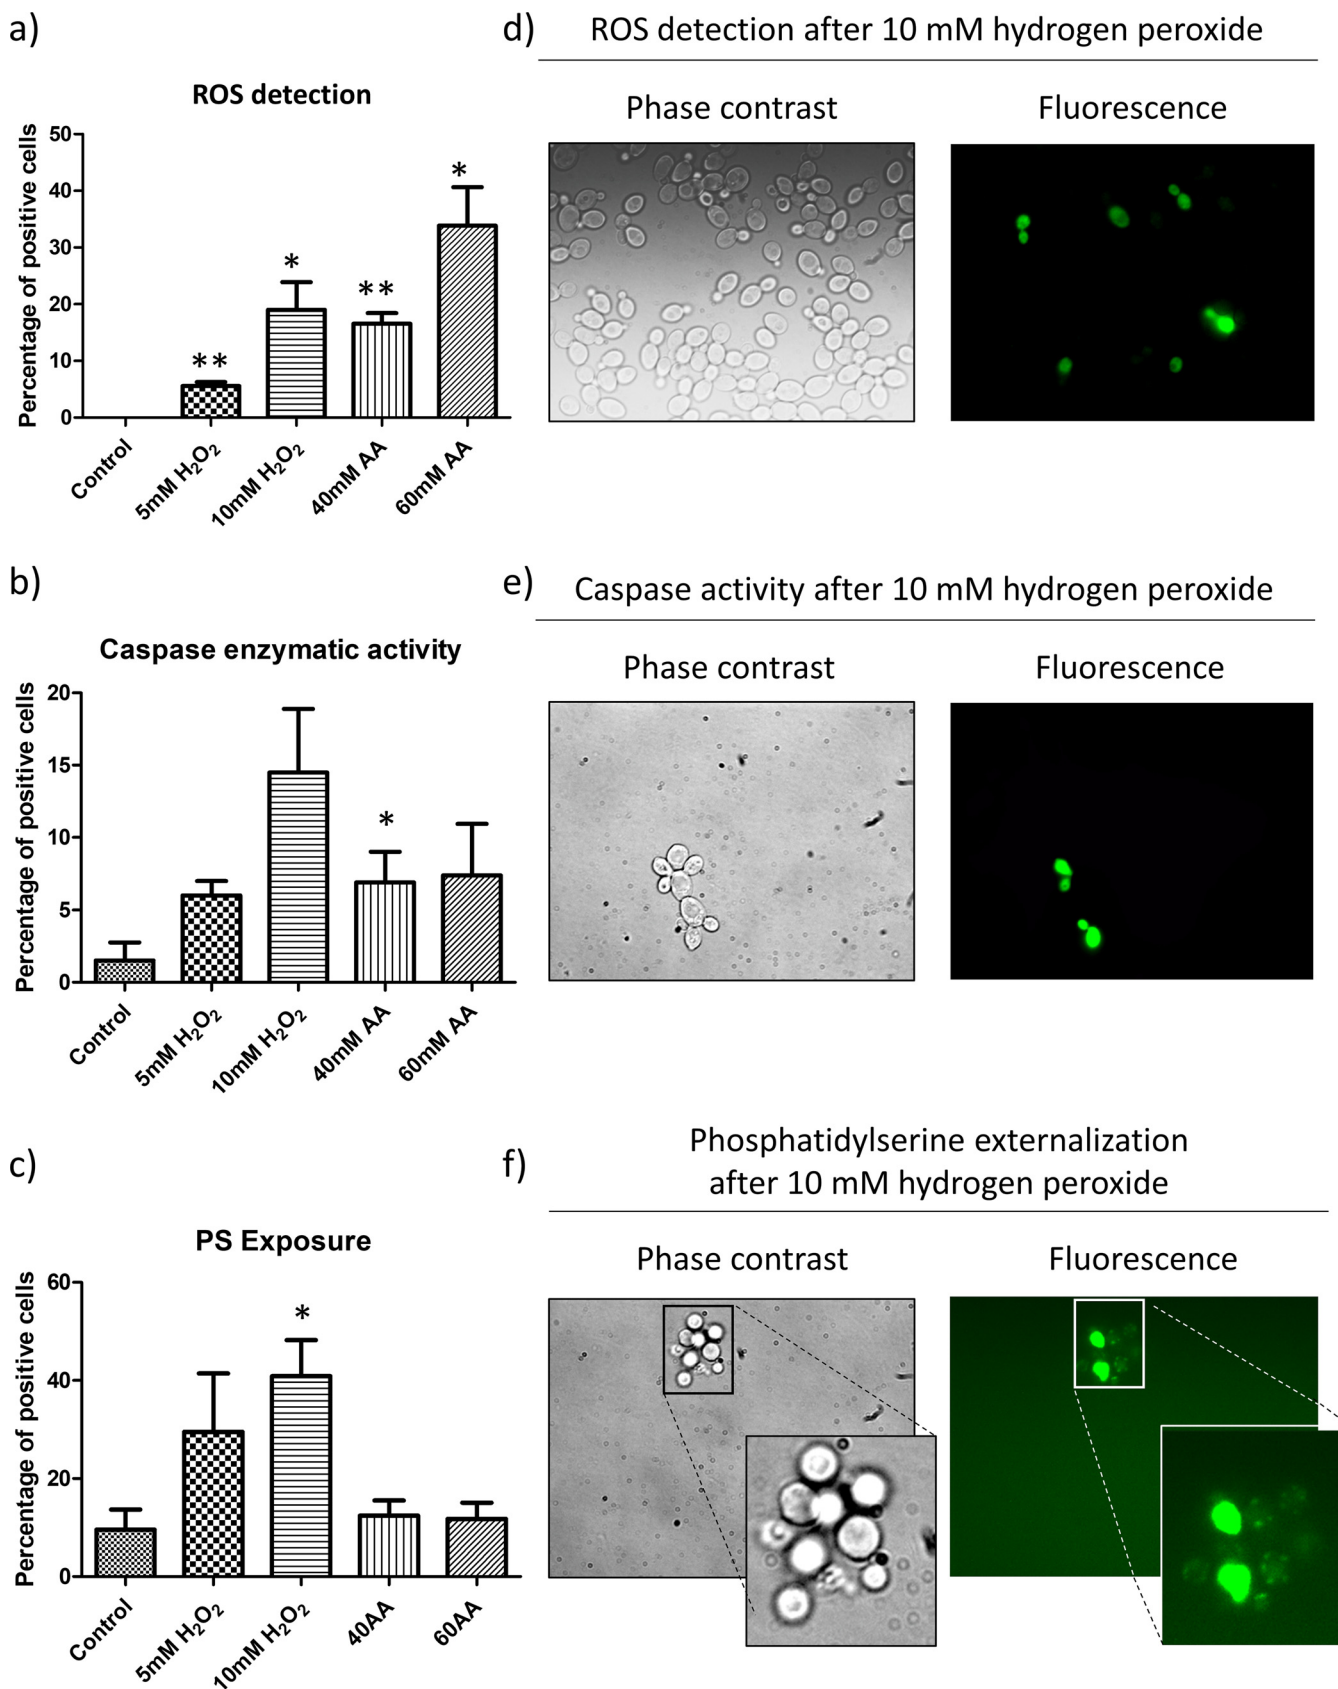 a)
ROS detection
Percentage of positive cells
50
40
30
20
10
0
**
*
**
*
Control
5mM H₂O₂
10mM H₂O₂
40mM AA
60mM AA
d)
ROS detection after 10 mM hydrogen peroxide
Phase contrast
Fluorescence
b)
Caspase enzymatic activity
Percentage of positive cells
20
15
10
5
0
*
Control
5mM H₂O₂
10mM H₂O₂
40mM AA
60mM AA
e)
Caspase activity after 10 mM hydrogen peroxide
Phase contrast
Fluorescence
c)
PS Exposure
Percentage of positive cells
60
40
20
0
*
Control
5mM H₂O₂
10mM H₂O₂
40AA
60AA
f)
Phosphatidylserine externalization
after 10 mM hydrogen peroxide
Phase contrast
Fluorescence